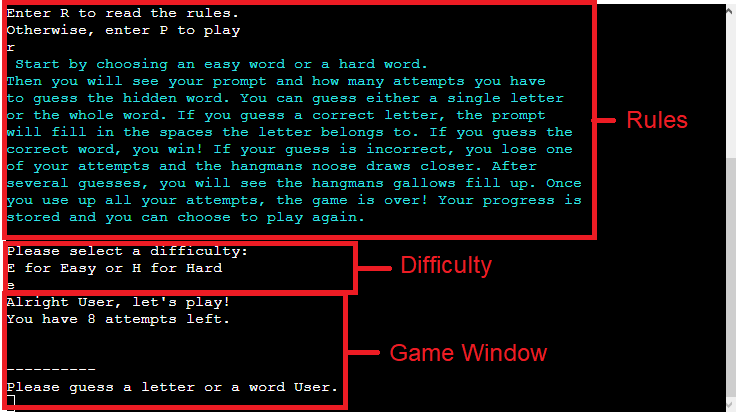 Enter R to read the rules.
Otherwise, enter P to play
r
Start by choosing an easy word or a hard word.
Then you will see your prompt and how many attempts you have
to guess the hidden word. You can guess either a single letter
or the whole word. If you guess a correct letter, the prompt
will fill in the spaces the letter belongs to. If you guess the
correct word, you win! If your guess is incorrect, you lose one
of your attempts and the hangmans noose draws closer. After
several guesses, you will see the hangmans gallows fill up. Once
you use up all your attempts, the game is over! Your progress is
stored and you can choose to play again.
Rules
Please select a difficulty:
E for Easy or H for Hard
e
Difficulty
Alright User, let's play!
You have 8 attempts left.
----------
Please guess a letter or a word User.
Game Window